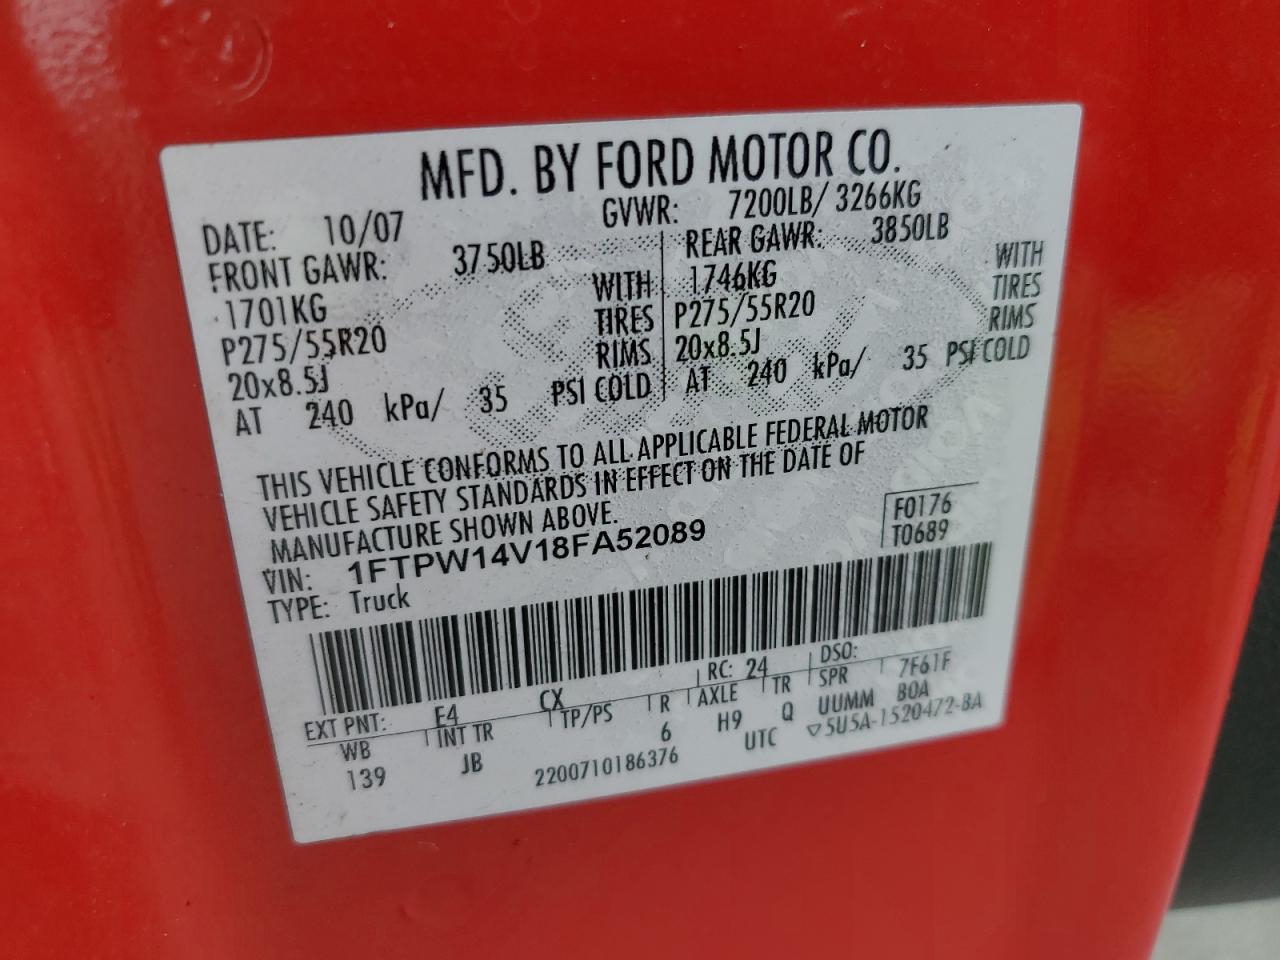 MFD. BY FORD MOTOR CO.
DATE: 10/07 GVWR: 7200LB/ 3266KG
FRONT GAWR: 3750LB REAR GAWR: 3850LB
1701KG WITH 1746KG WITH
P275/55R20 TIRES P275/55R20 TIRES
20x8.5J RIMS 20x8.5J RIMS
AT 240 kPa/ 35 PSI COLD AT 240 kPa/ 35 PSI COLD
THIS VEHICLE CONFORMS TO ALL APPLICABLE FEDERAL MOTOR
VEHICLE SAFETY STANDARDS IN EFFECT ON THE DATE OF
MANUFACTURE SHOWN ABOVE.
F0176
VIN: 1FTPW14V18FA52089
T0689
TYPE: Truck
EXT PNT: E4 CX RC: 24 DSO:
WB INT TR TP/PS R AXLE TR SPR 7F61F
139 JB 6 H9 Q UUMM BOA
2200710186376 UTC ▽5U5A-1520472-BA